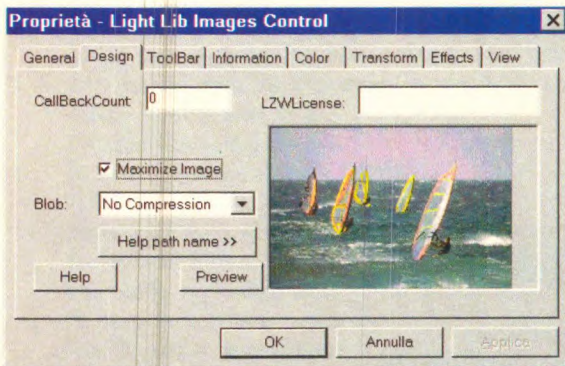 Proprietà - Light Lib Images Control
General Design ToolBar Information Color Transform Effects View
CallBackCount: 0 LZWLicense:
Maximize Image
Blob: No Compression
Help path name >>
Help Preview
OK Annulla Applica